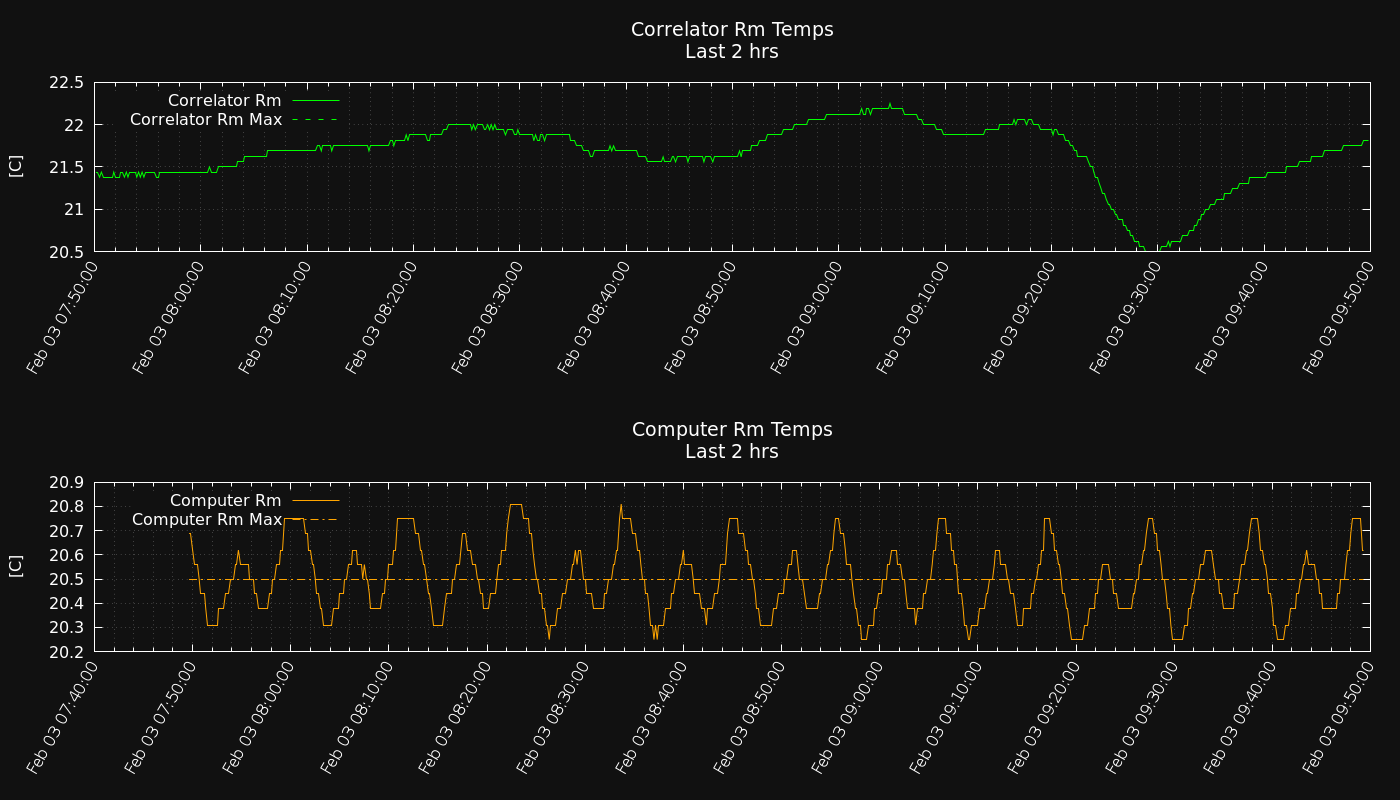 Correlator Rm Temps
Last 2 hrs
22.5
22
21.5
21
20.5
[C]
Correlator Rm
Correlator Rm Max
Feb 03 07:50:00
Feb 03 08:00:00
Feb 03 08:10:00
Feb 03 08:20:00
Feb 03 08:30:00
Feb 03 08:40:00
Feb 03 08:50:00
Feb 03 09:00:00
Feb 03 09:10:00
Feb 03 09:20:00
Feb 03 09:30:00
Feb 03 09:40:00
Feb 03 09:50:00
Computer Rm Temps
Last 2 hrs
20.9
20.8
20.7
20.6
20.5
20.4
20.3
20.2
[C]
Computer Rm
Computer Rm Max
Feb 03 07:40:00
Feb 03 07:50:00
Feb 03 08:00:00
Feb 03 08:10:00
Feb 03 08:20:00
Feb 03 08:30:00
Feb 03 08:40:00
Feb 03 08:50:00
Feb 03 09:00:00
Feb 03 09:10:00
Feb 03 09:20:00
Feb 03 09:30:00
Feb 03 09:40:00
Feb 03 09:50:00